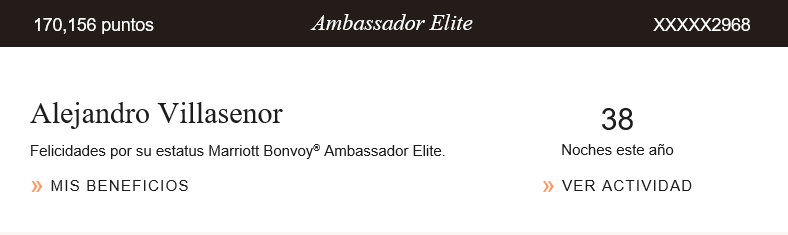 170,156 puntos Ambassador Elite XXXXX2968
Alejandro Villasenor
38
Felicidades por su estatus Marriott Bonvoy® Ambassador Elite.
Noches este año
» MIS BENEFICIOS
» VER ACTIVIDAD